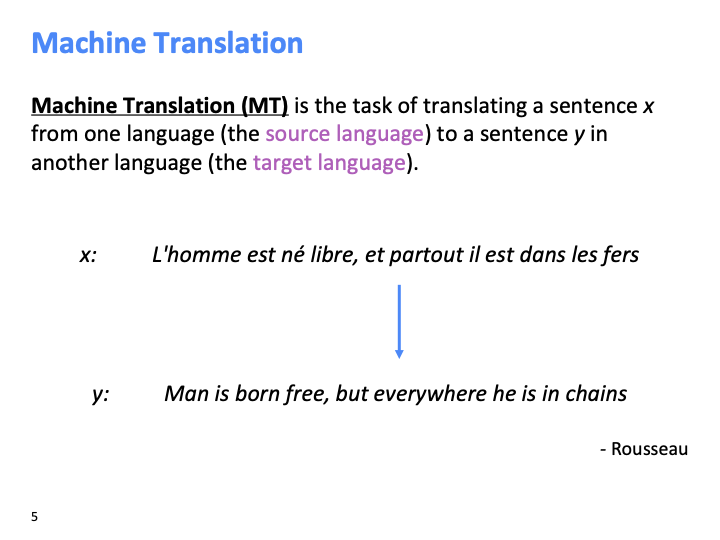 Machine Translation
Machine Translation (MT) is the task of translating a sentence x
from one language (the source language) to a sentence y in
another language (the target language).
x: L'homme est né libre, et partout il est dans les fers
y: Man is born free, but everywhere he is in chains
- Rousseau
5